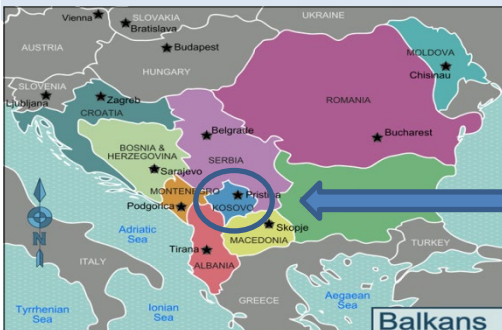 Vienna
SLOVAKIA
Bratislava
UKRAINE
AUSTRIA
Budapest
HUNGARY
MOLDOVA
Chisinau
SLOVENIA
Ljubljana
Zagreb
CROATIA
ROMANIA
Belgrade
Bucharest
BOSNIA &
HERZEGOVINA
SERBIA
Sarajevo
MONTENEGRO
Pristina
KOSOVO
Podgorica
Skopje
MACEDONIA
Adriatic
Sea
N
Tirana
ALBANIA
TURKEY
ITALY
GREECE
Tyrrhenian
Sea
Ionian
Sea
Aegaean
Sea
Balkans